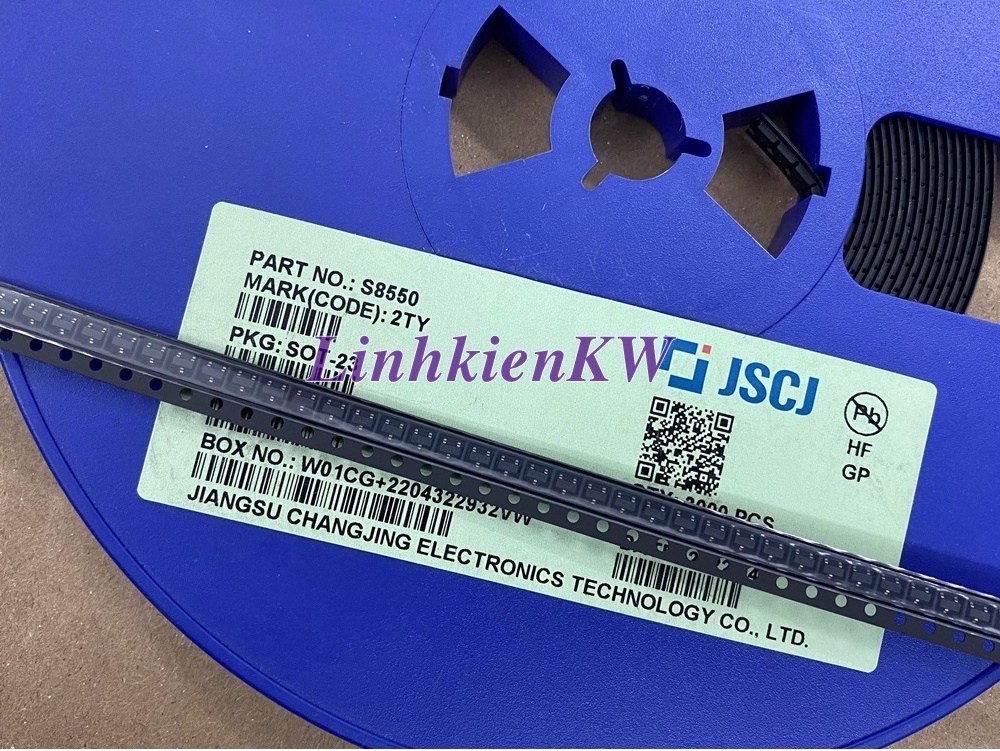 PART NO.: S8550
MARK(CODE): 2TY
PKG:
LinhkienKW
JSCJ
Pb
HF
GP
PCS
BOX NO.: W01CG+2204322932VW
JIANGSU CHANGJING ELECTRONICS TECHNOLOGY CO., LTD.